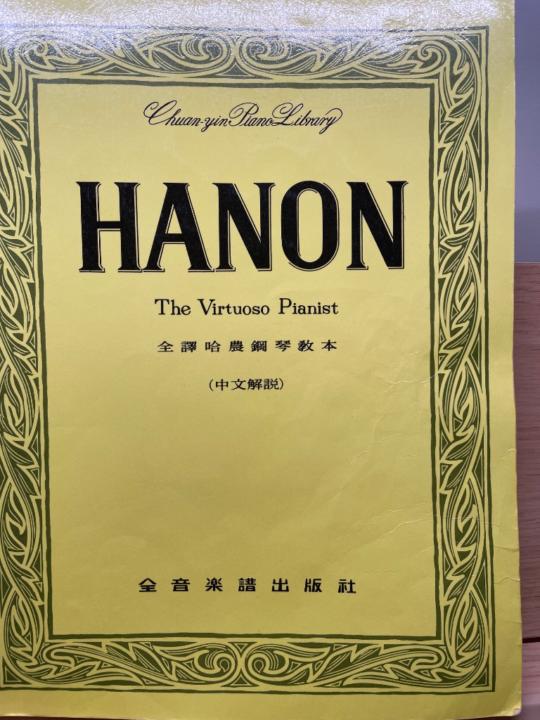 Chuan-yin Piano Library
HANON
The Virtuoso Pianist
全譯哈農鋼琴教本
(中文解説)
全音楽譜出版社